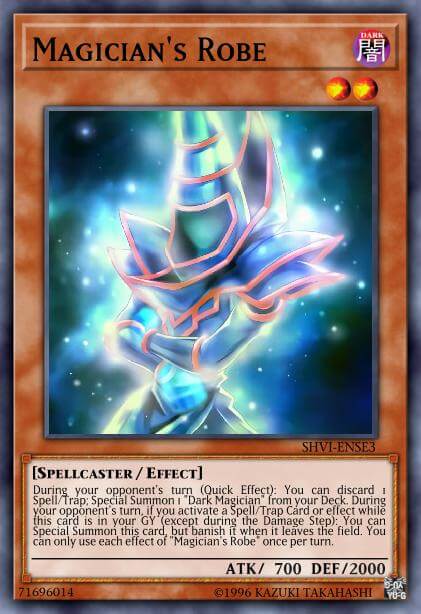 MAGICIAN'S ROBE
DARK
闇
SHVI-ENSE3
[SPELLCASTER / EFFECT]
During your opponent's turn (Quick Effect): You can discard 1
Spell/Trap; Special Summon 1 "Dark Magician" from your Deck. During
your opponent's turn, if you activate a Spell/Trap Card or effect while
this card is in your GY (except during the Damage Step): You can
Special Summon this card, but banish it when it leaves the field. You
can only use each effect of "Magician's Robe" once per turn.
ATK/ 700 DEF/2000
71696014
©1996 KAZUKI TAKAHASHI